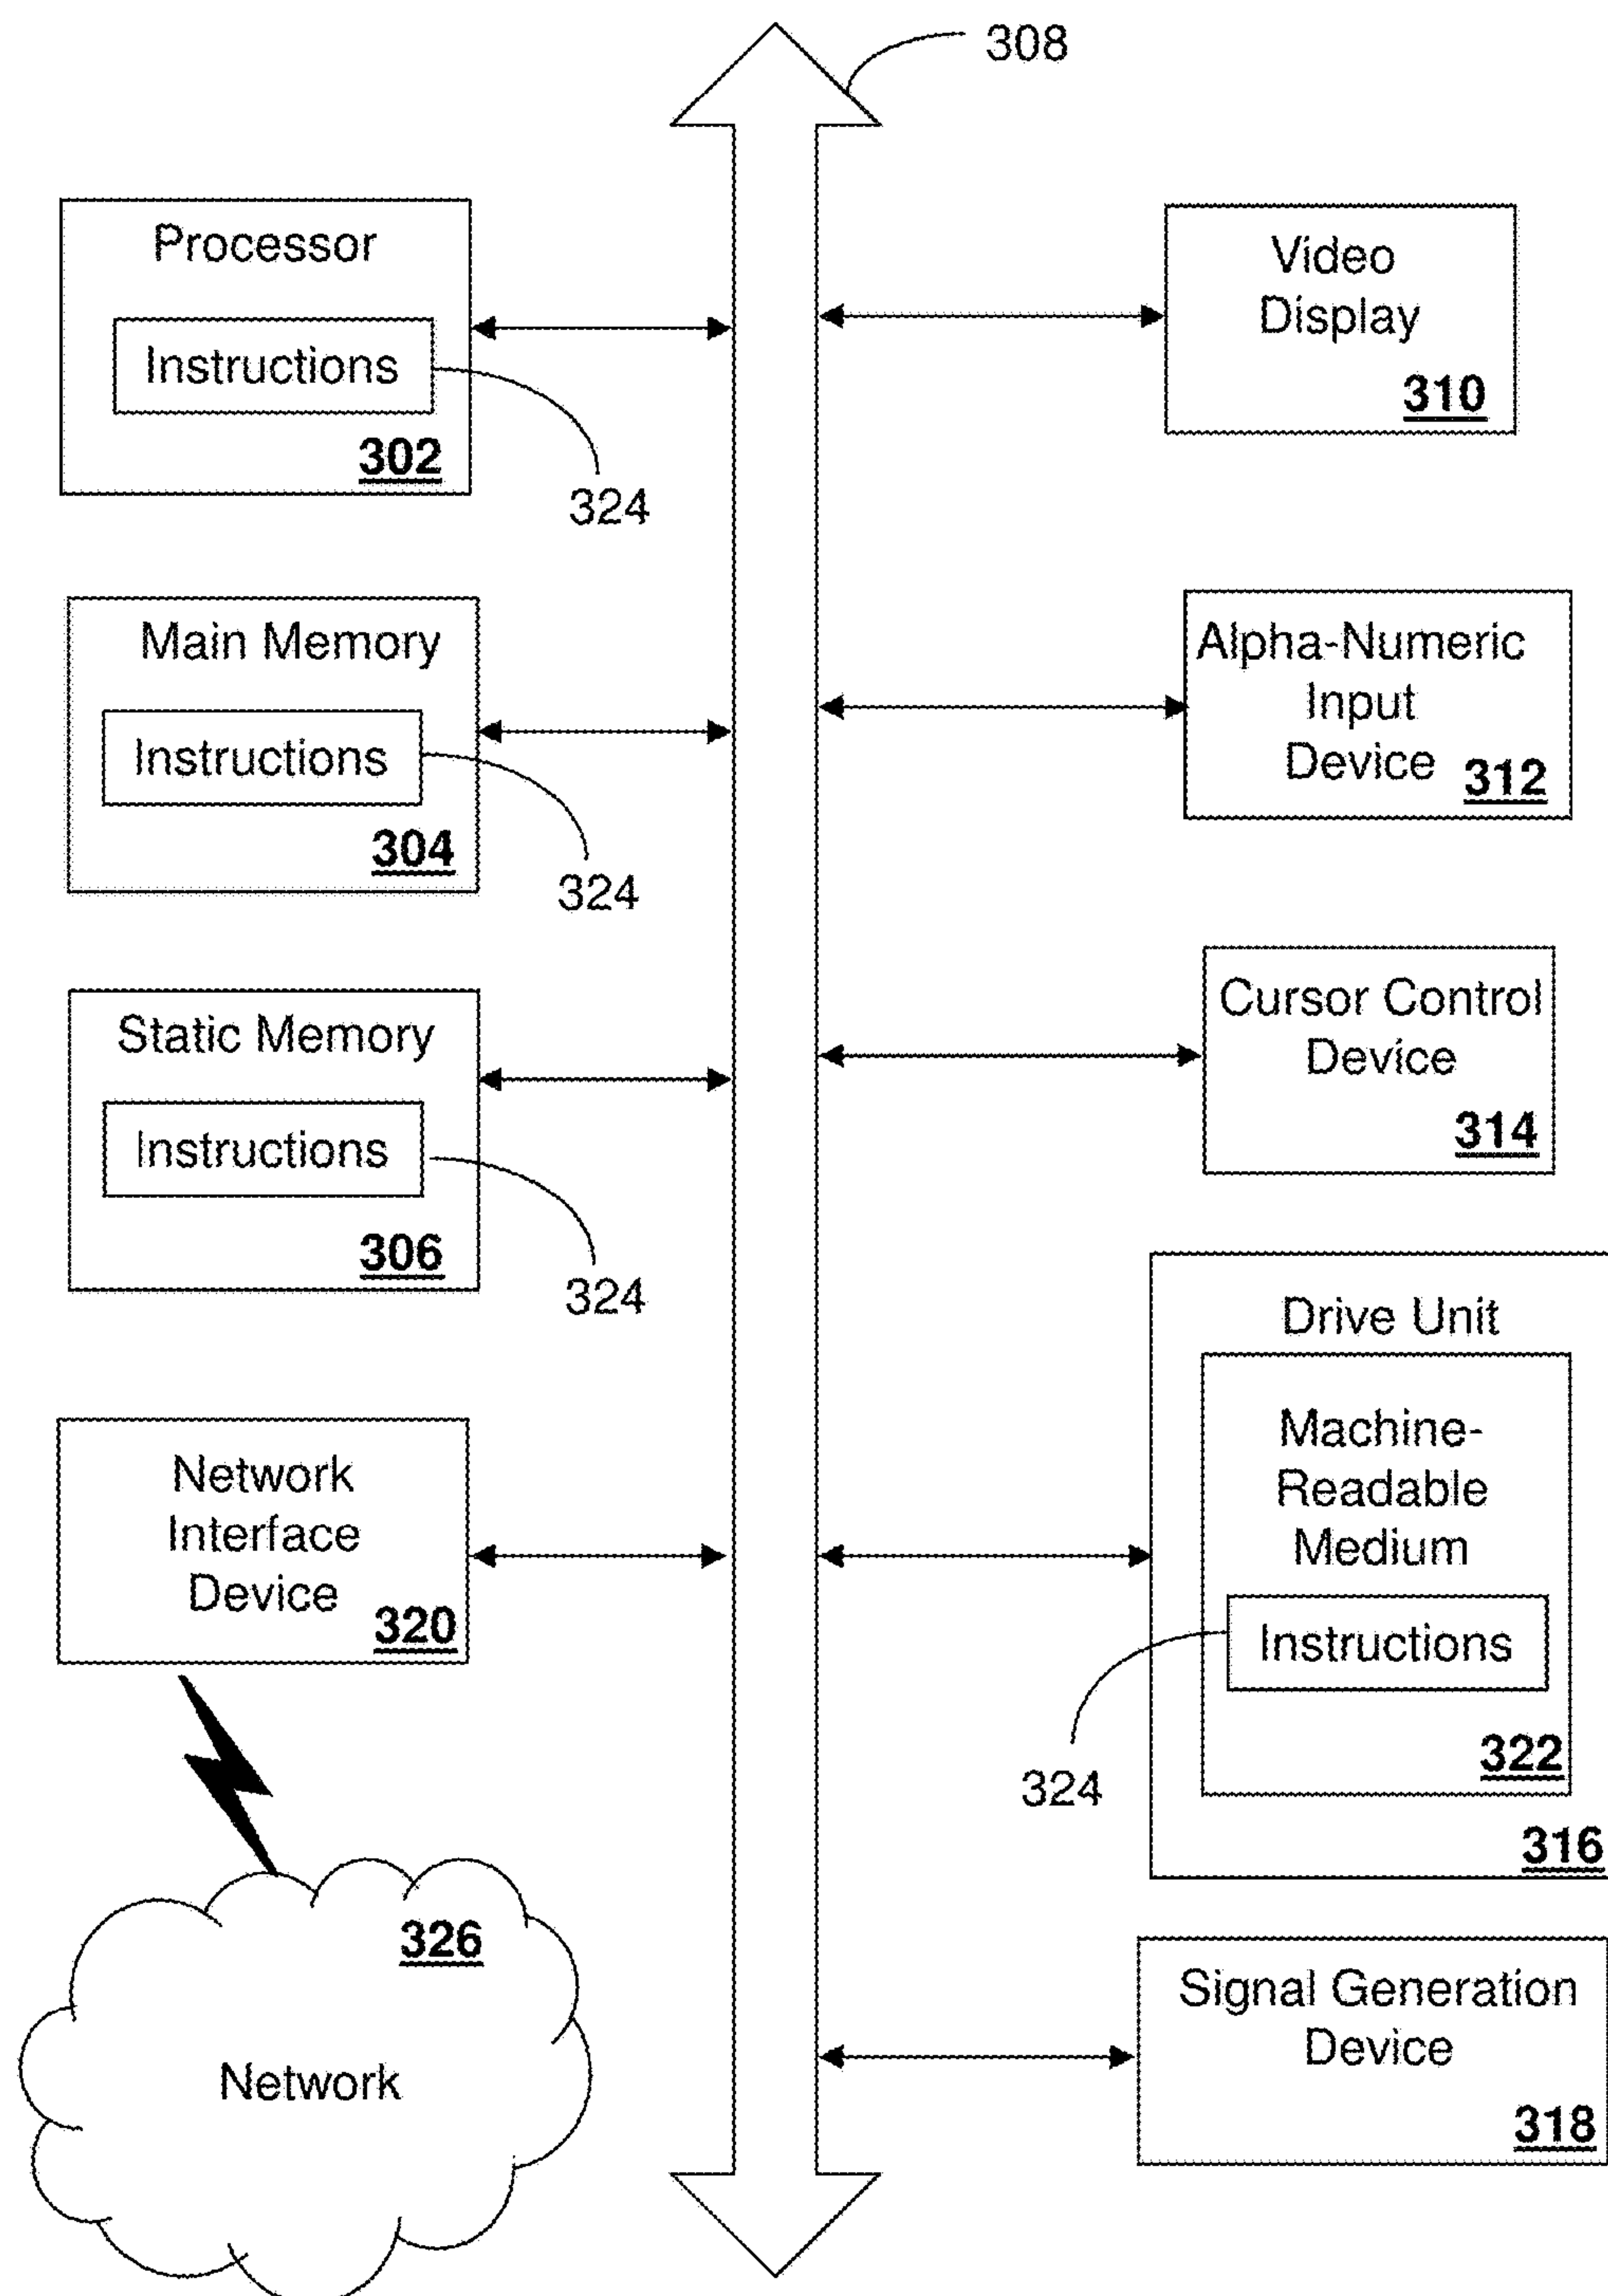 308
Processor
Instructions
302
324
Main Memory
Instructions
304
324
Static Memory
Instructions
306
324
Network
Interface
Device
320
326
Network
Video
Display
310
Alpha-Numeric
Input
Device 312
Cursor Control
Device
314
Drive Unit
Machine-
Readable
Medium
Instructions
322
324
316
Signal Generation
Device
318